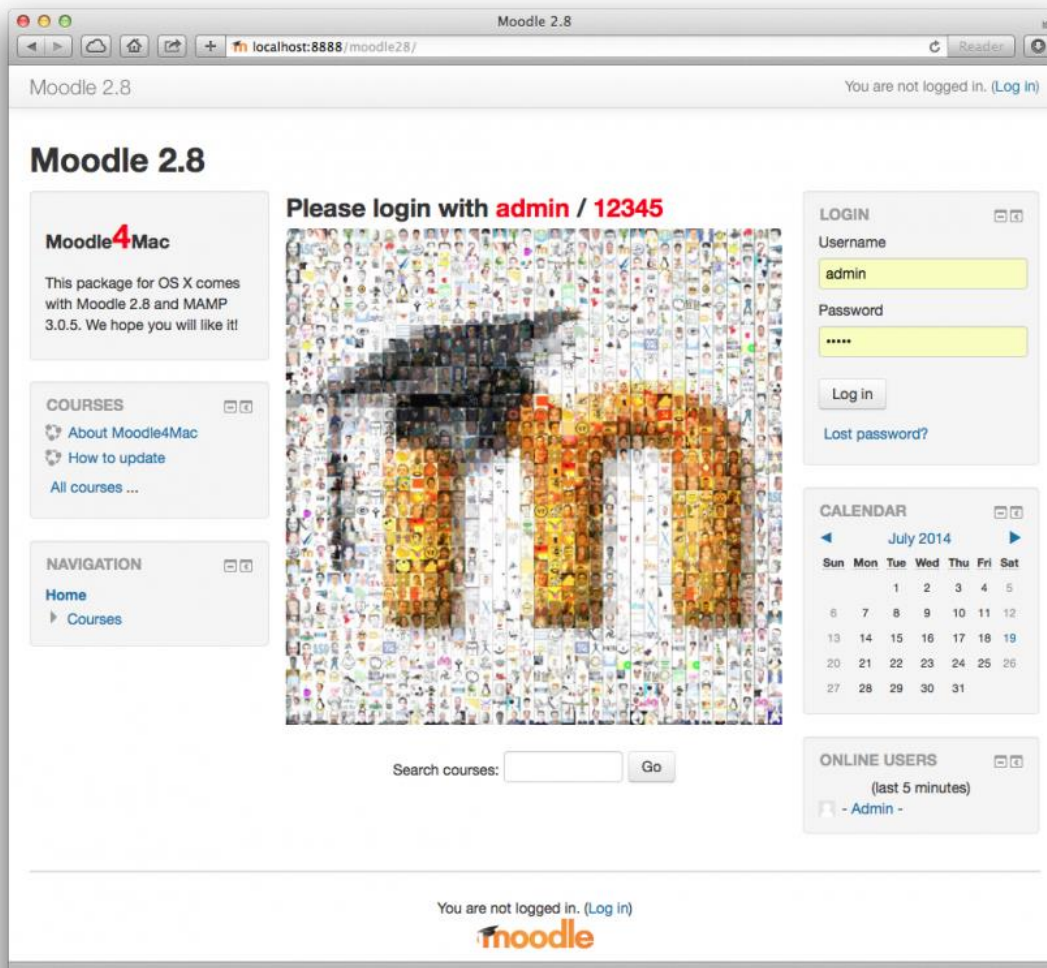 Moodle 2.8
localhost:8888/moodle28/
Reader
Moodle 2.8
You are not logged in. (Log in)
Moodle 2.8
Moodle4Mac
This package for OS X comes
with Moodle 2.8 and MAMP
3.0.5. We hope you will like it!
COURSES
About Moodle4Mac
How to update
All courses ...
NAVIGATION
Home
Courses
Please login with admin / 12345
Search courses:
Go
LOGIN
Username
admin
Password
•••••
Log in
Lost password?
CALENDAR
July 2014
Sun Mon Tue Wed Thu Fri Sat
1 2 3 4 5
6 7 8 9 10 11 12
13 14 15 16 17 18 19
20 21 22 23 24 25 26
27 28 29 30 31
ONLINE USERS
(last 5 minutes)
- Admin -
You are not logged in. (Log in)
moodle